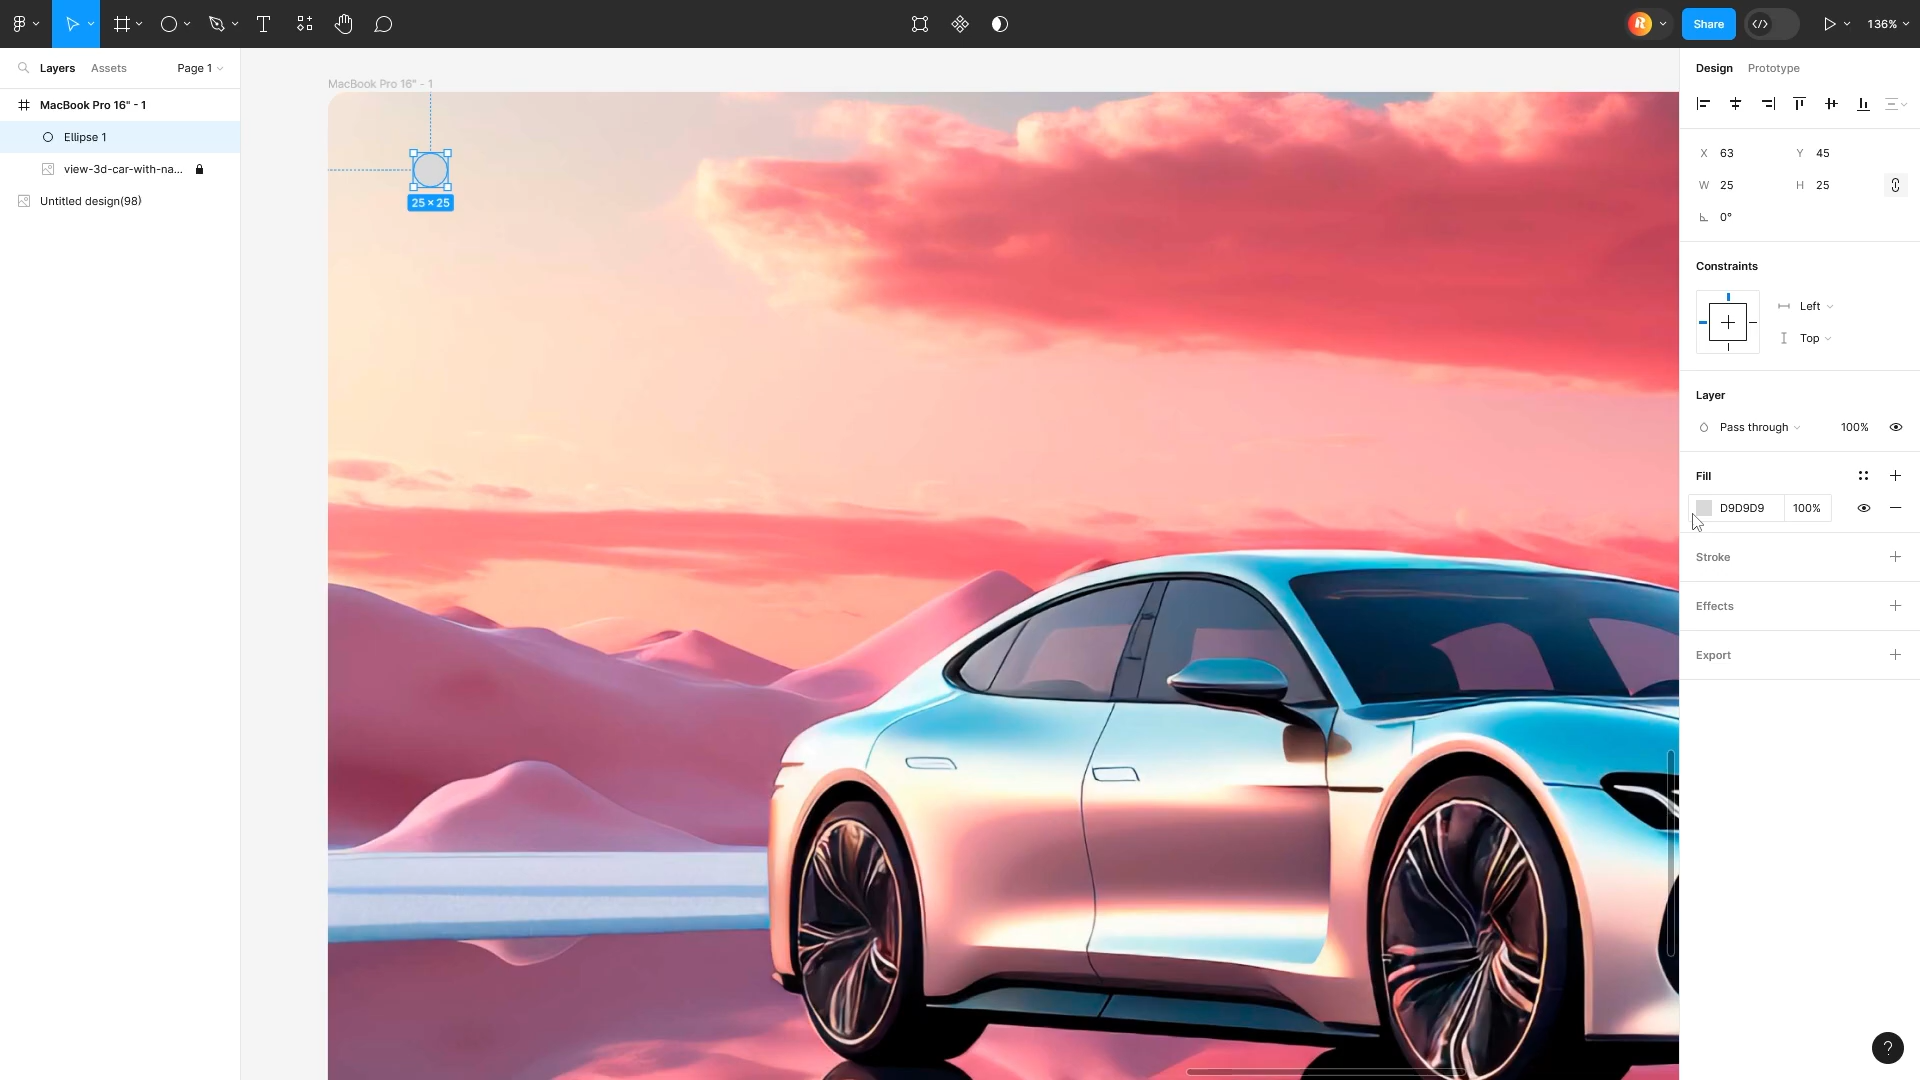 Share
136%
Layers
Assets
Page 1
Design
Prototype
MacBook Pro 16" - 1
MacBook Pro 16" - 1
Ellipse 1
view-3d-car-with-na...
Untitled design(98)
25 × 25
X 63
Y 45
W 25
H 25
0°
Constraints
Left
Top
Layer
Pass through
100%
Fill
D9D9D9
100%
Stroke
Effects
Export
?